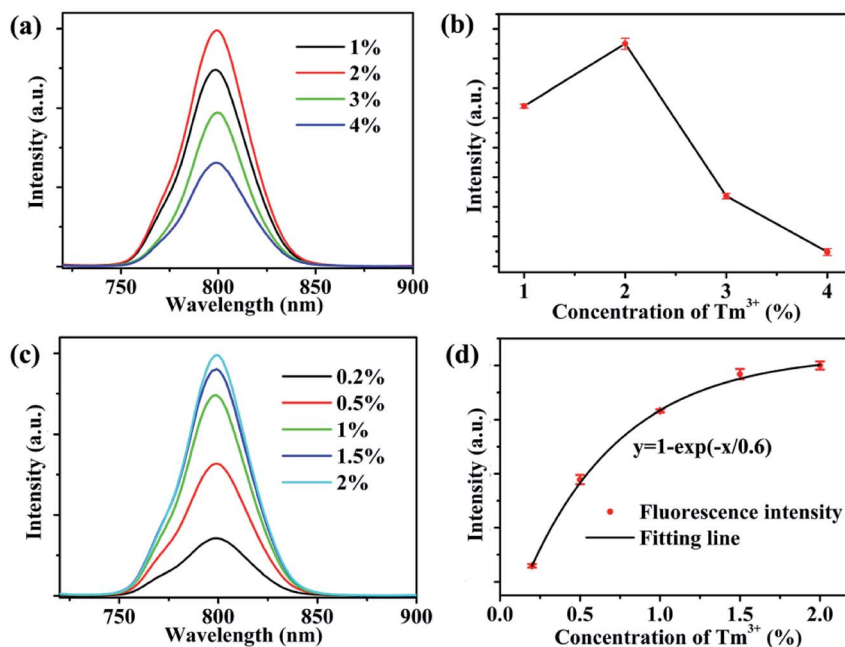 (a)
1%
2%
3%
4%
Intensity (a.u.)
750 800 850 900
Wavelength (nm)
(b)
Intensity (a.u.)
1 2 3 4
Concentration of Tm³⁺ (%)
(c)
0.2%
0.5%
1%
1.5%
2%
Intensity (a.u.)
750 800 850 900
Wavelength (nm)
(d)
y=1-exp(-x/0.6)
Fluorescence intensity
Fitting line
Intensity (a.u.)
0.0 0.5 1.0 1.5 2.0
Concentration of Tm³⁺ (%)